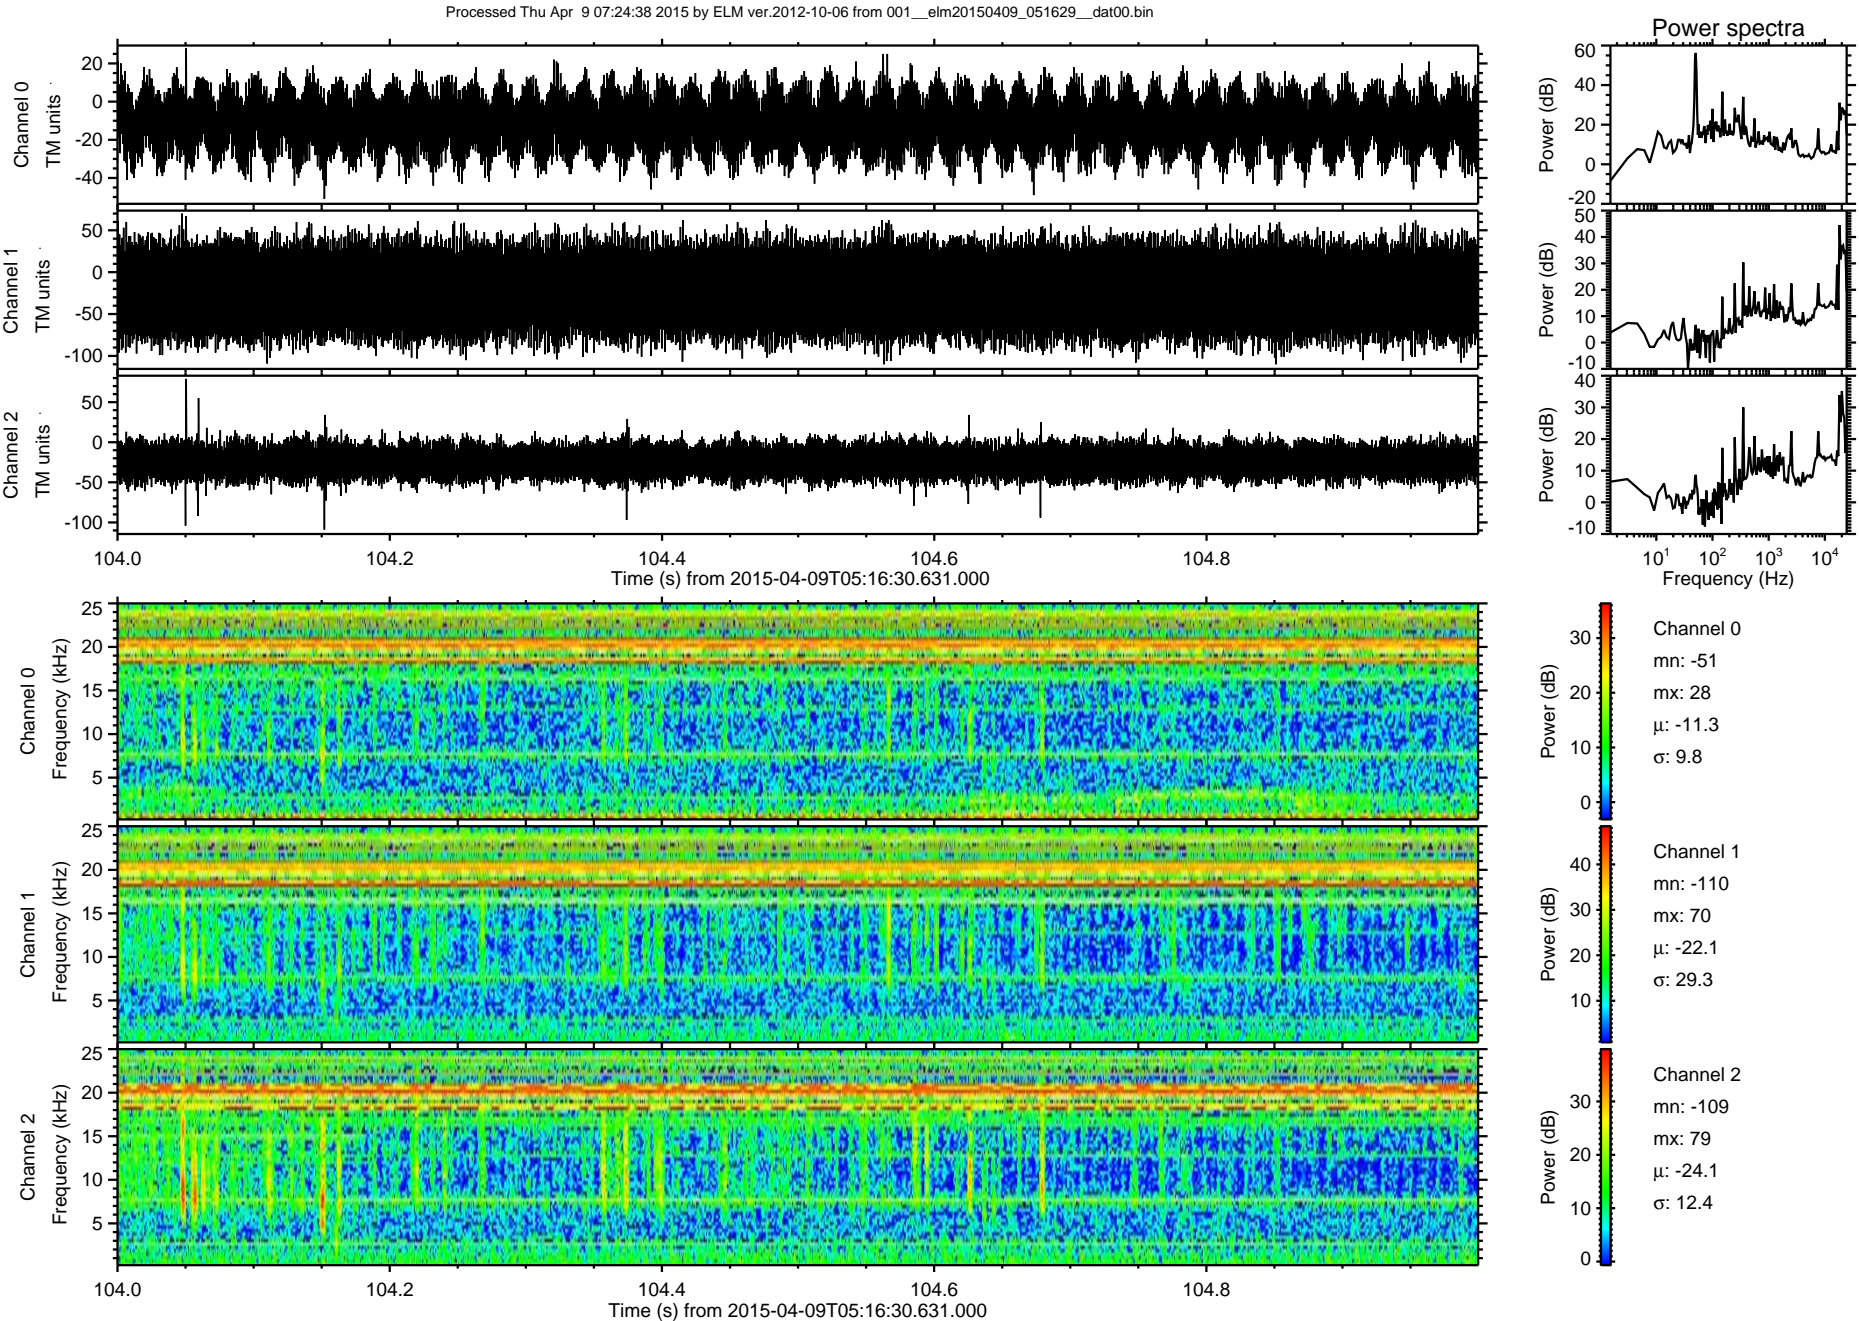 Processed Thu Apr  9 07:24:38 2015 by ELM ver.2012-10-06 from 001__elm20150409_051629__dat00.bin
Power spectra
Channel 0
TM units
20
0
-20
-40
Power (dB)
60
40
20
0
-20
Channel 1
TM units
50
0
-50
-100
Power (dB)
50
40
30
20
10
0
-10
Channel 2
TM units
50
0
-50
-100
Power (dB)
40
30
20
10
0
-10
104.0 104.2 104.4 104.6 104.8
Time (s) from 2015-04-09T05:16:30.631.000
10¹ 10² 10³ 10⁴
Frequency (Hz)
Channel 0
Frequency (kHz)
25
20
15
10
5
Power (dB)
30
20
10
0
Channel 0
mn: -51
mx: 28
μ: -11.3
σ: 9.8
Channel 1
Frequency (kHz)
25
20
15
10
5
Power (dB)
40
30
20
10
Channel 1
mn: -110
mx: 70
μ: -22.1
σ: 29.3
Channel 2
Frequency (kHz)
25
20
15
10
5
Power (dB)
30
20
10
0
Channel 2
mn: -109
mx: 79
μ: -24.1
σ: 12.4
104.0 104.2 104.4 104.6 104.8
Time (s) from 2015-04-09T05:16:30.631.000